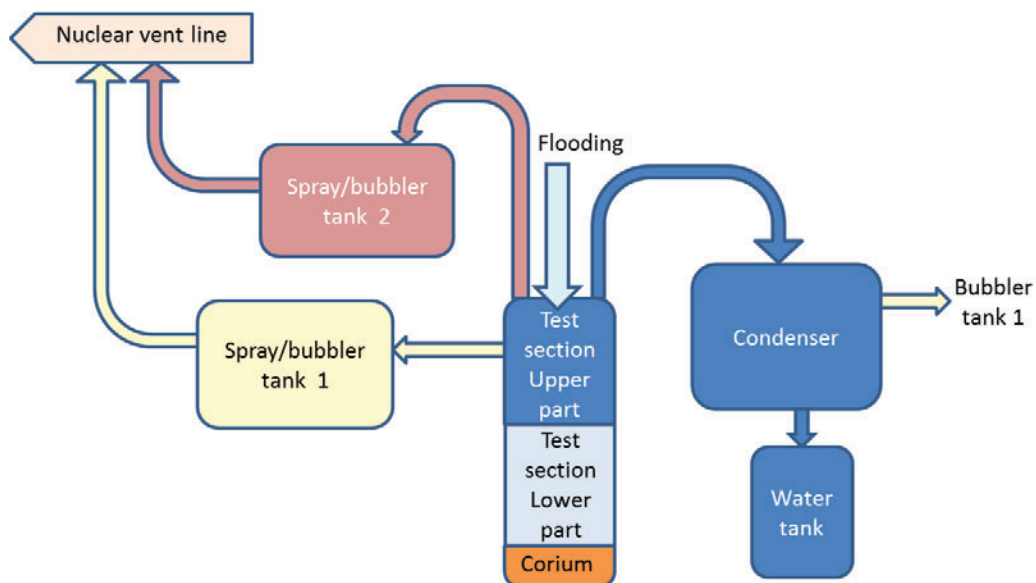 Nuclear vent line
Flooding
Spray/bubbler
tank 2
Bubbler
tank 1
Test
section
Upper
part
Condenser
Spray/bubbler
tank 1
Test
section
Lower
part
Water
tank
Corium